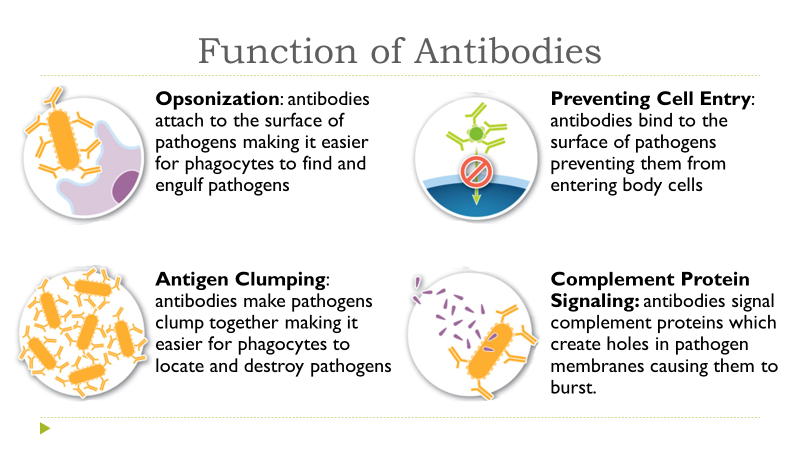 Function of Antibodies
Opsonization: antibodies
attach to the surface of
pathogens making it easier
for phagocytes to find and
engulf pathogens
Preventing Cell Entry:
antibodies bind to the
surface of pathogens
preventing them from
entering body cells
Antigen Clumping:
antibodies make pathogens
clump together making it
easier for phagocytes to
locate and destroy pathogens
Complement Protein
Signaling: antibodies signal
complement proteins which
create holes in pathogen
membranes causing them to
burst.